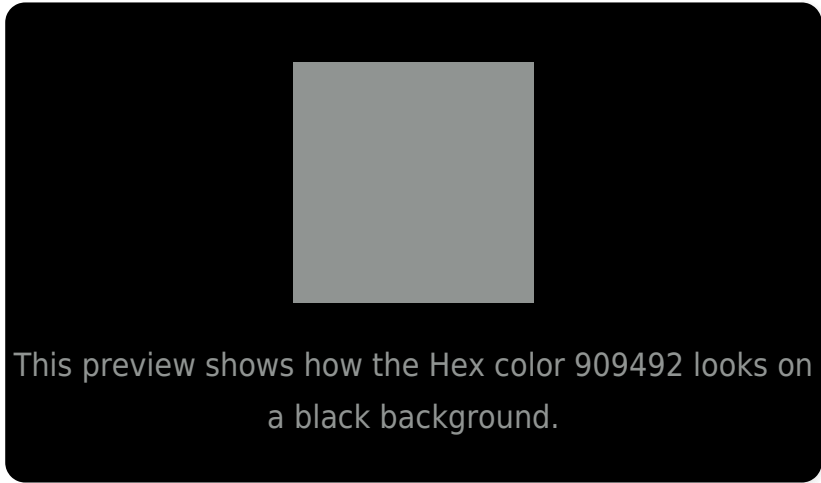 This preview shows how the Hex color 909492 looks on
a black background.